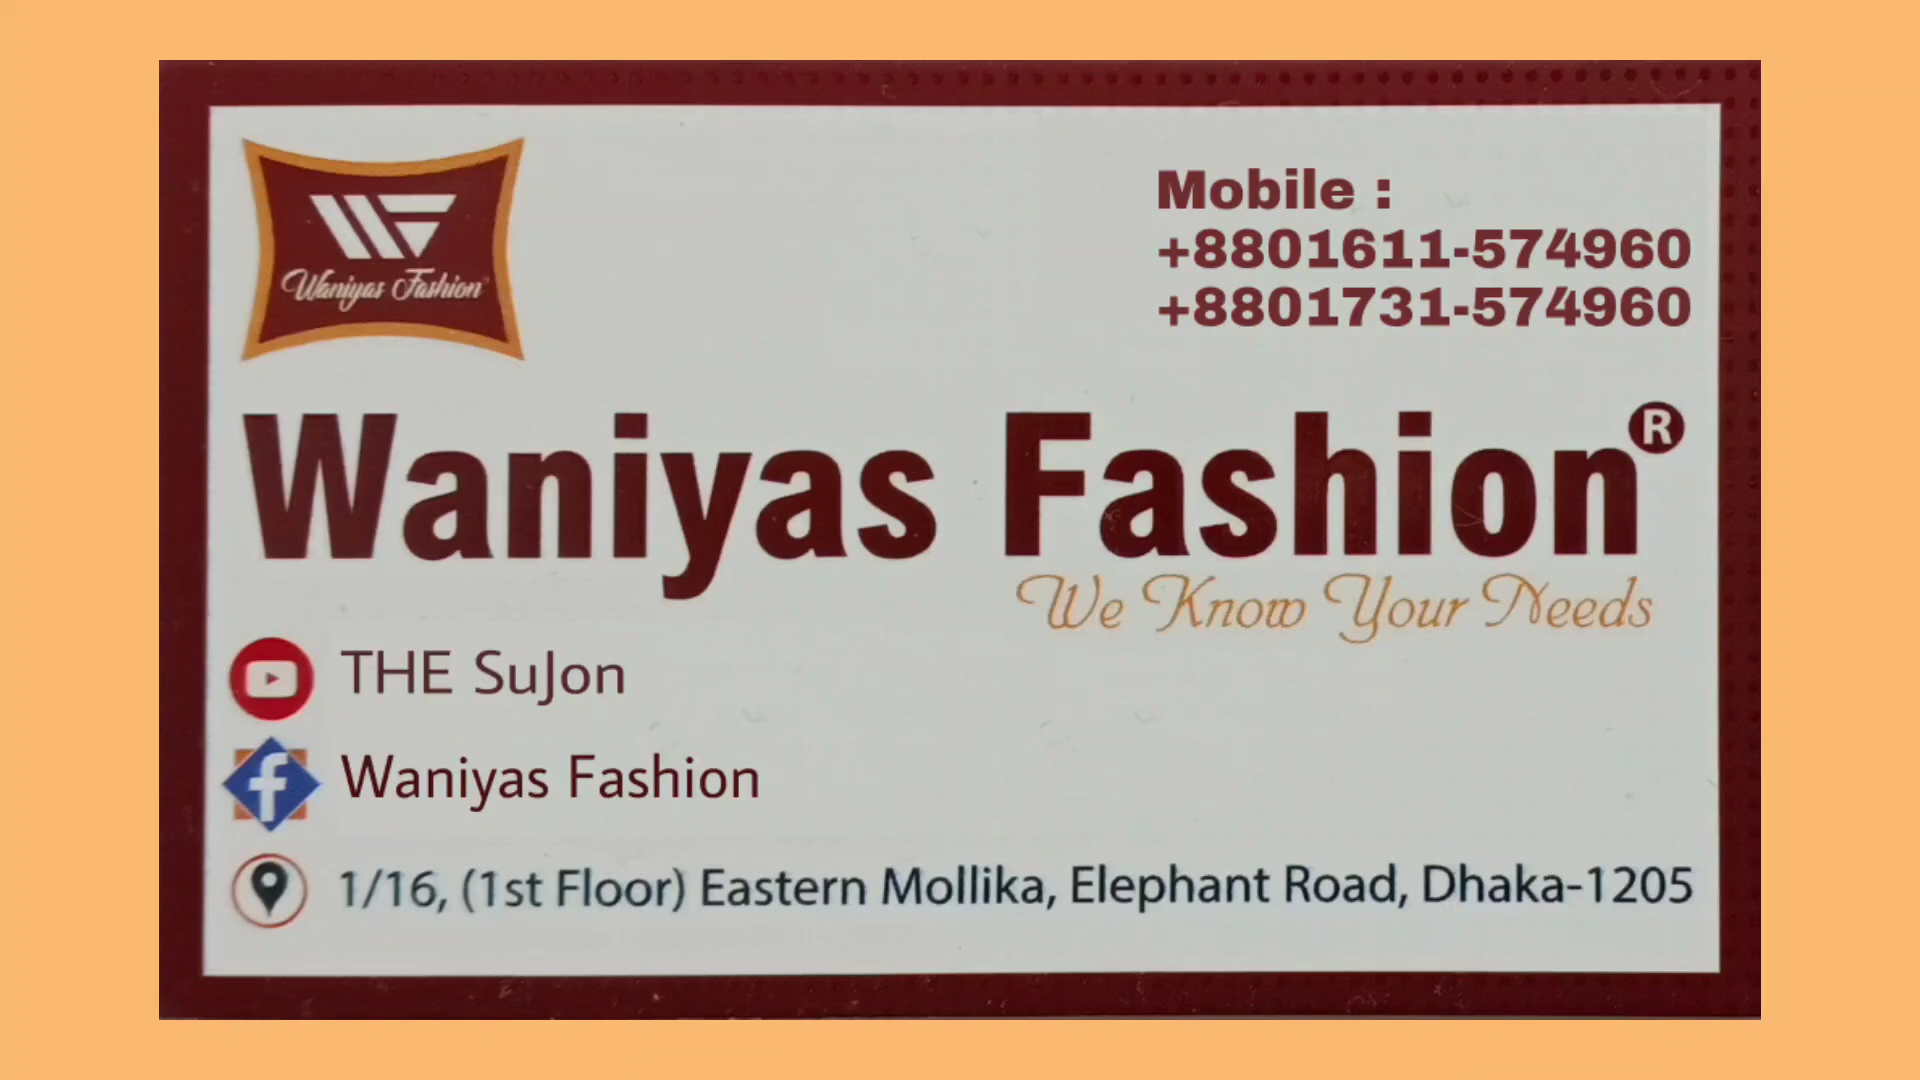 Waniyas Fashion
Mobile :
+8801611-574960
+8801731-574960
Waniyas Fashion®
We Know Your Needs
THE SuJon
Waniyas Fashion
1/16, (1st Floor) Eastern Mollika, Elephant Road, Dhaka-1205